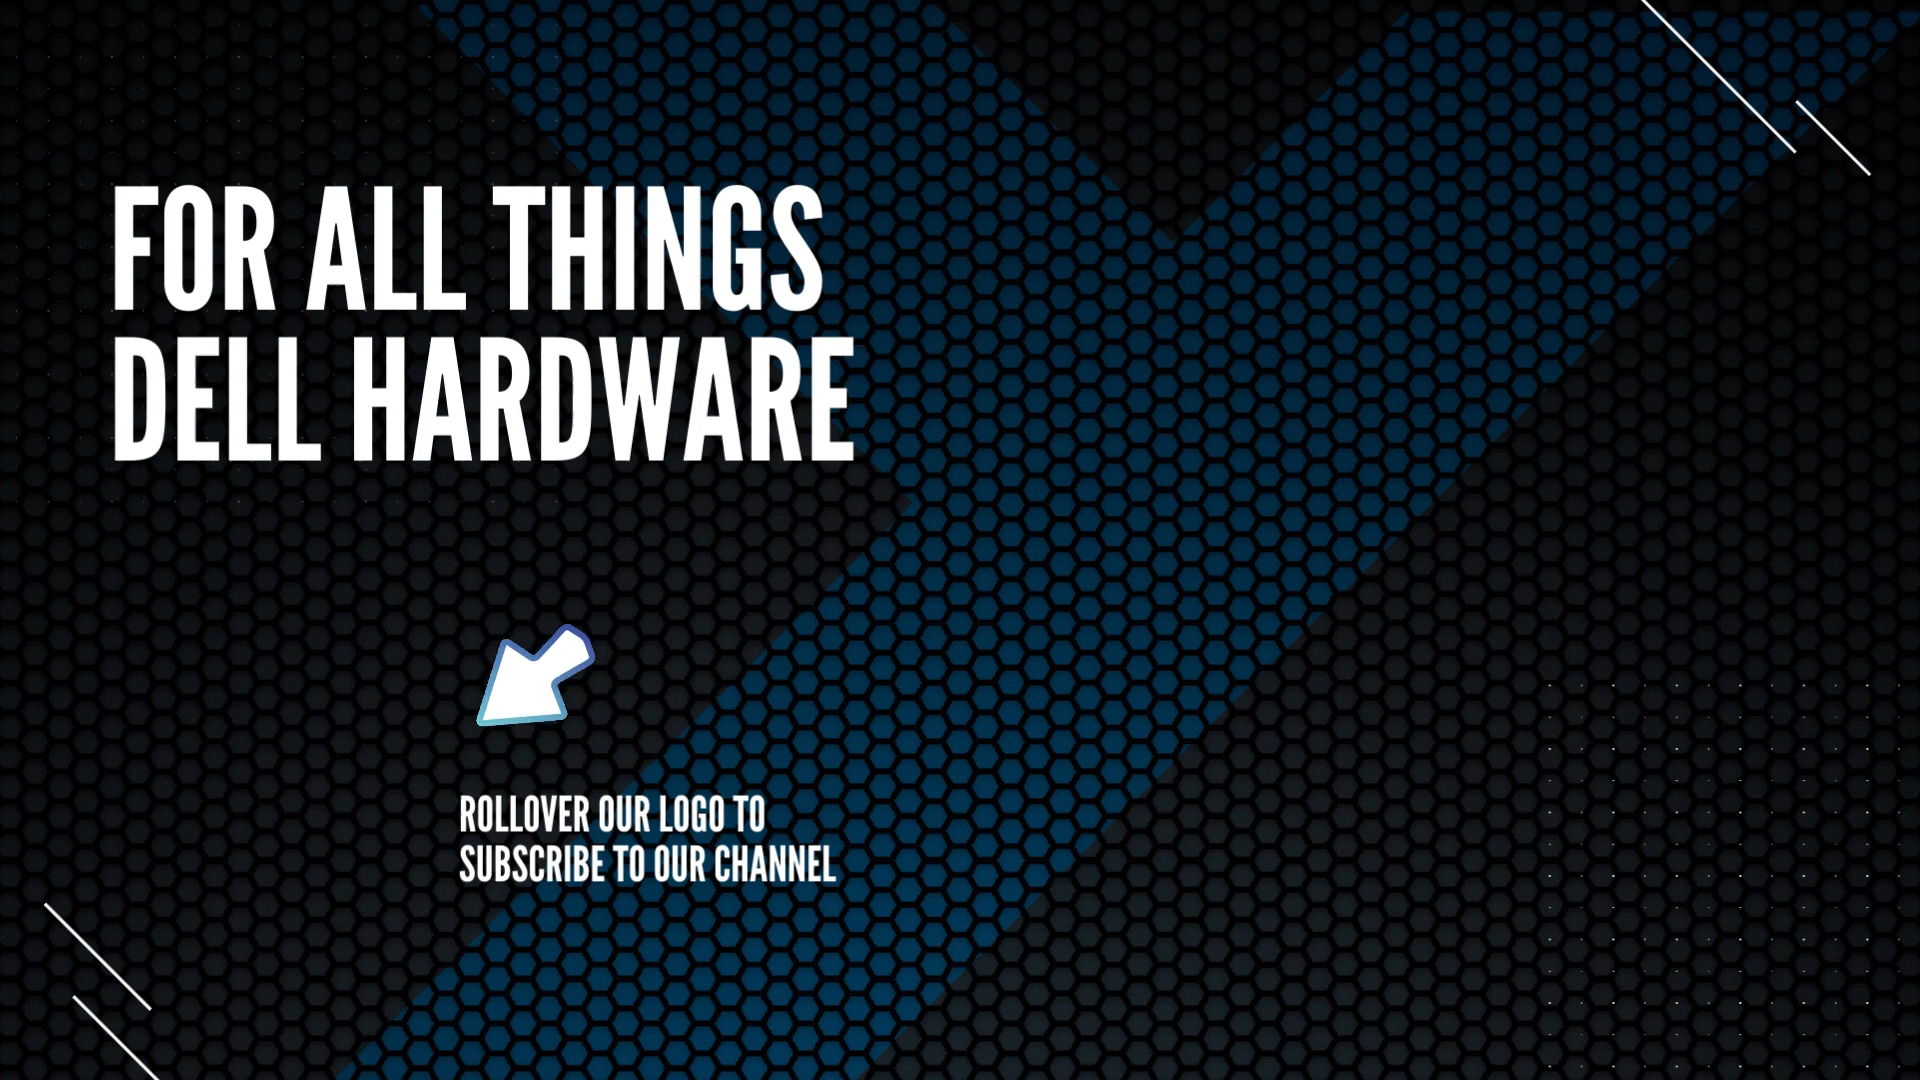 FOR ALL THINGS
DELL HARDWARE
ROLLOVER OUR LOGO TO
SUBSCRIBE TO OUR CHANNEL